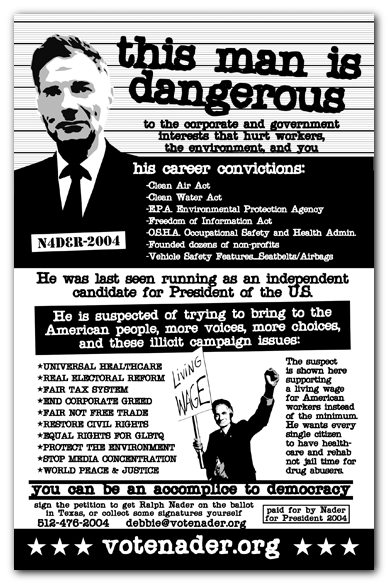 this man is
dangerous
to the corporate and government
interests that hurt workers,
the environment, and you
his career convictions:
-Clean Air Act
-Clean Water Act
-E.P.A. Environmental Protection Agency
-Freedom of Information Act
-O.S.H.A. Occupational Safety and Health Admin.
-Founded dozens of non-profits
-Vehicle Safety Features...Seatbelts/Airbags
N4D3R-2004
He was last seen running as an independent
candidate for President of the U.S.
He is suspected of trying to bring to the
American people, more voices, more choices,
and these illicit campaign issues:
*UNIVERSAL HEALTHCARE
*REAL ELECTORAL REFORM
*FAIR TAX SYSTEM
*END CORPORATE GREED
*FAIR NOT FREE TRADE
*RESTORE CIVIL RIGHTS
*EQUAL RIGHTS FOR GLBTQ
*PROTECT THE ENVIRONMENT
*STOP MEDIA CONCENTRATION
*WORLD PEACE & JUSTICE
LIVING
WAGE
The suspect
is shown here
supporting
a living wage
for American
workers instead
of the minimum.
He wants every
single citizen
to have health-
care and rehab
not jail time for
drug abusers.
you can be an accomplice to democracy
sign the petition to get Ralph Nader on the ballot
in Texas, or collect some signatures yourself
512-476-2004 debbie@votenader.org
paid for by Nader
for President 2004
★ ★ ★ votenader.org ★ ★ ★